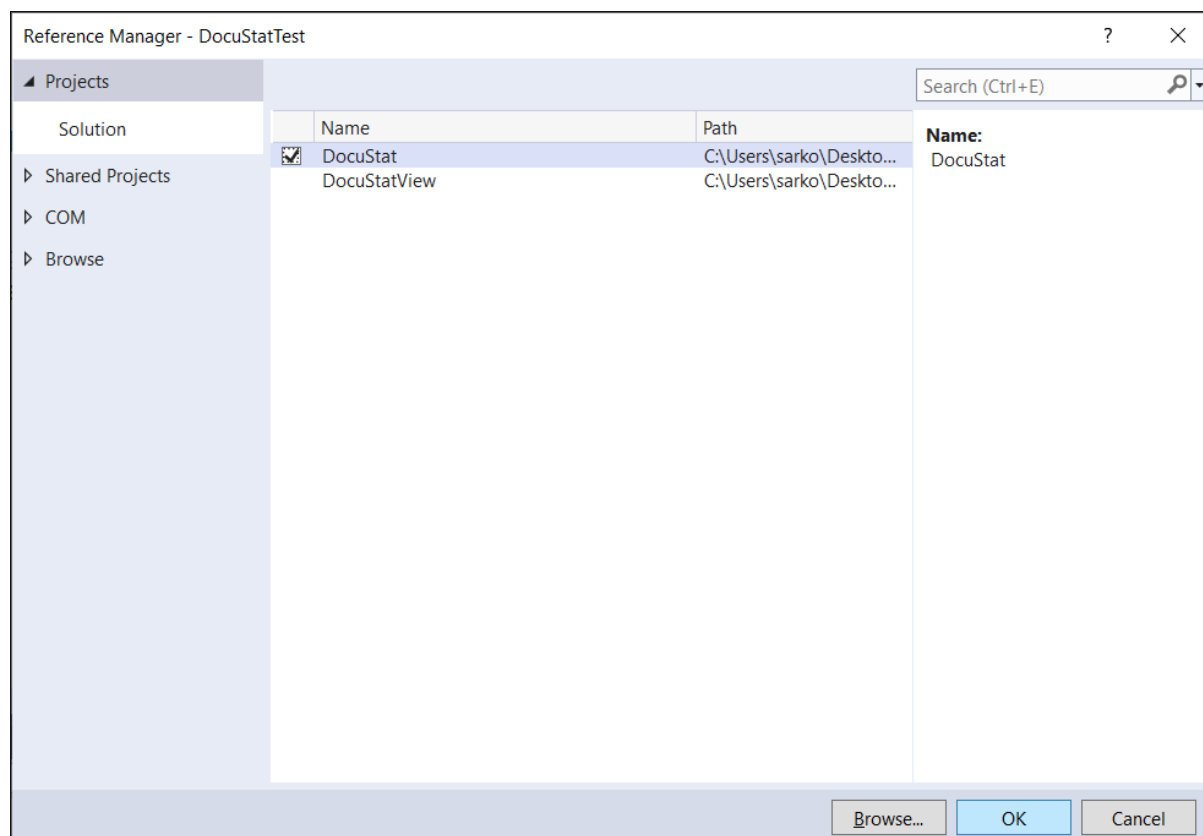 Reference Manager - DocuStatTest
?
Projects
Search (Ctrl+E)
Solution
Shared Projects
COM
Browse
Name Path
DocuStat C:\Users\sarko\Deskto...
DocuStatView C:\Users\sarko\Deskto...
Name:
DocuStat
Browse... OK Cancel